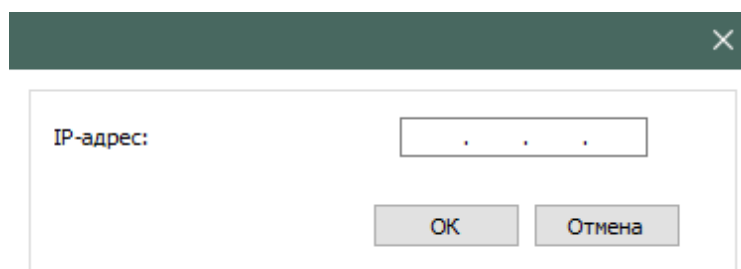 IP-адрес: . . .
ОК Отмена